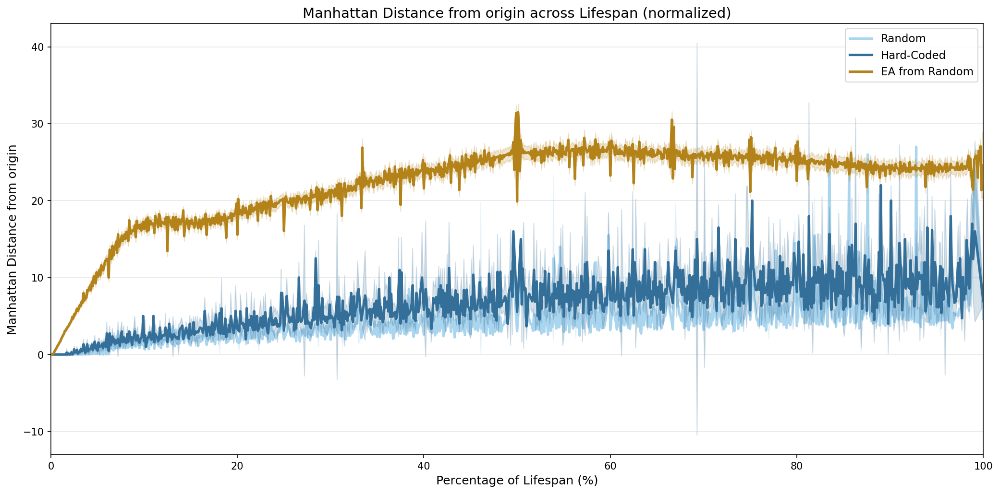 Manhattan Distance from origin across Lifespan (normalized)
Random
Hard-Coded
EA from Random
Manhattan Distance from origin
40
30
20
10
0
−10
0
20
40
60
80
100
Percentage of Lifespan (%)